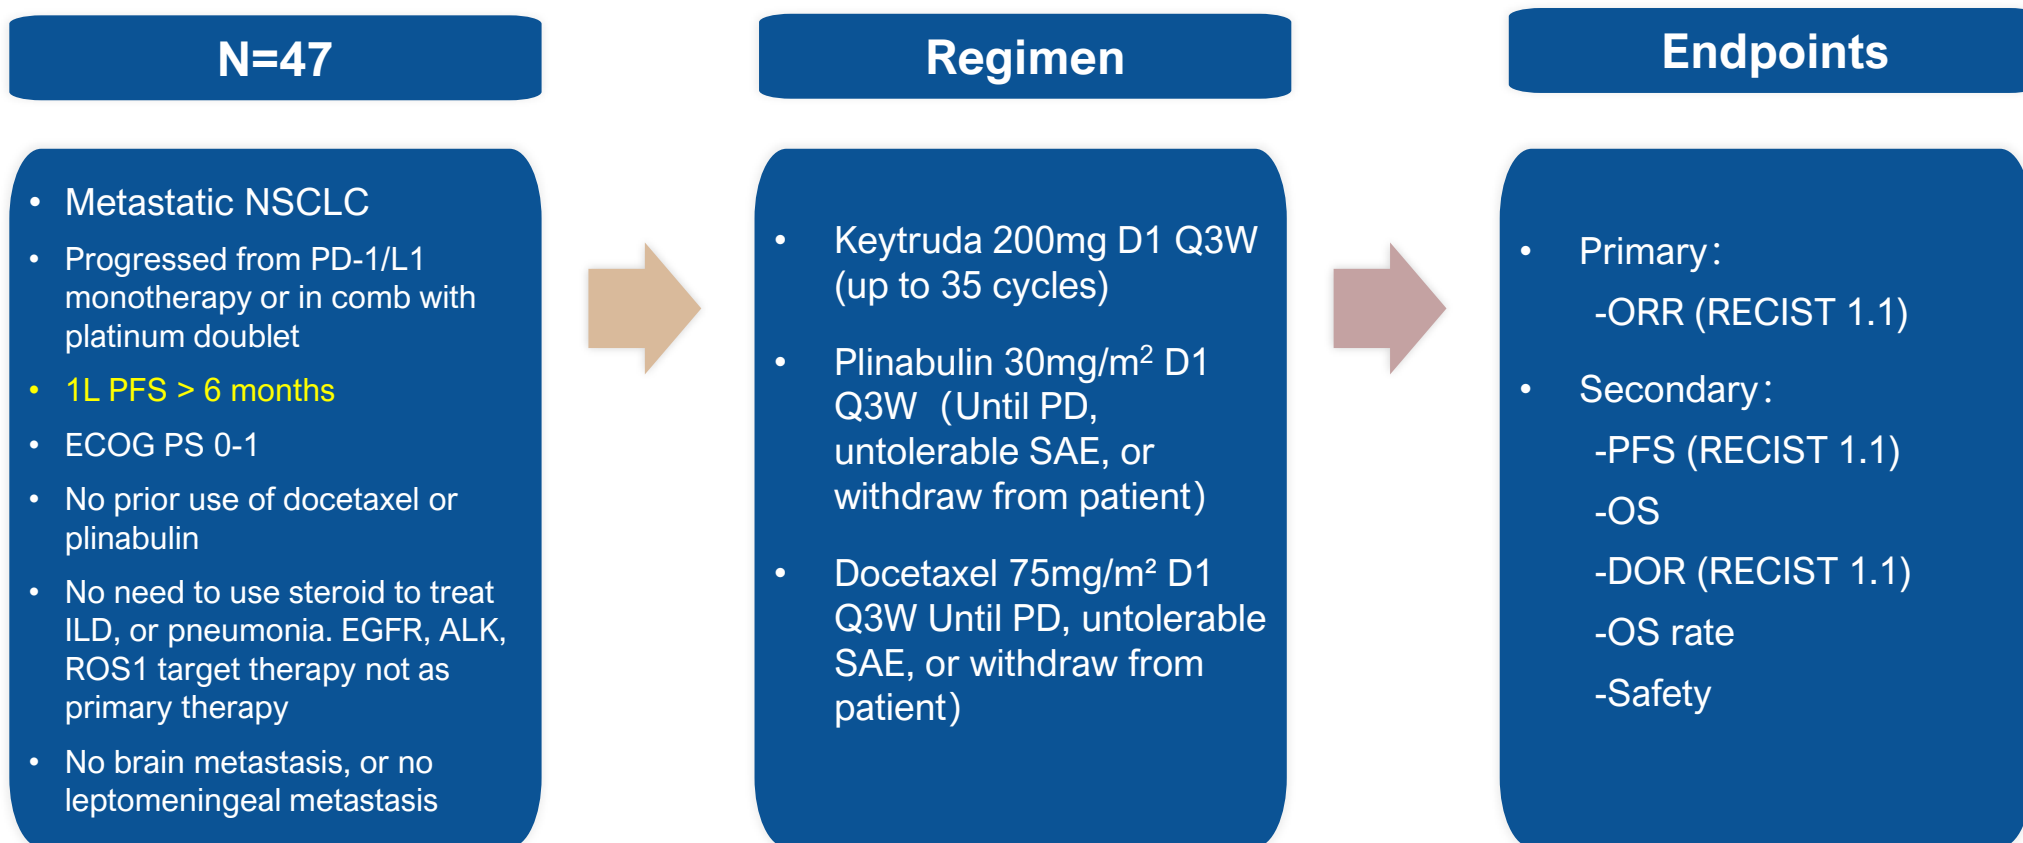 N=47
• Metastatic NSCLC
• Progressed from PD-1/L1
monotherapy or in comb with
platinum doublet
• 1L PFS > 6 months
• ECOG PS 0-1
• No prior use of docetaxel or
plinabulin
• No need to use steroid to treat
ILD, or pneumonia. EGFR, ALK,
ROS1 target therapy not as
primary therapy
• No brain metastasis, or no
leptomeningeal metastasis
Regimen
• Keytruda 200mg D1 Q3W
(up to 35 cycles)
• Plinabulin 30mg/m² D1
Q3W（Until PD,
untolerable SAE, or
withdraw from patient）
• Docetaxel 75mg/m² D1
Q3W Until PD, untolerable
SAE, or withdraw from
patient）
Endpoints
• Primary：
-ORR (RECIST 1.1)
• Secondary：
-PFS (RECIST 1.1)
-OS
-DOR (RECIST 1.1)
-OS rate
-Safety